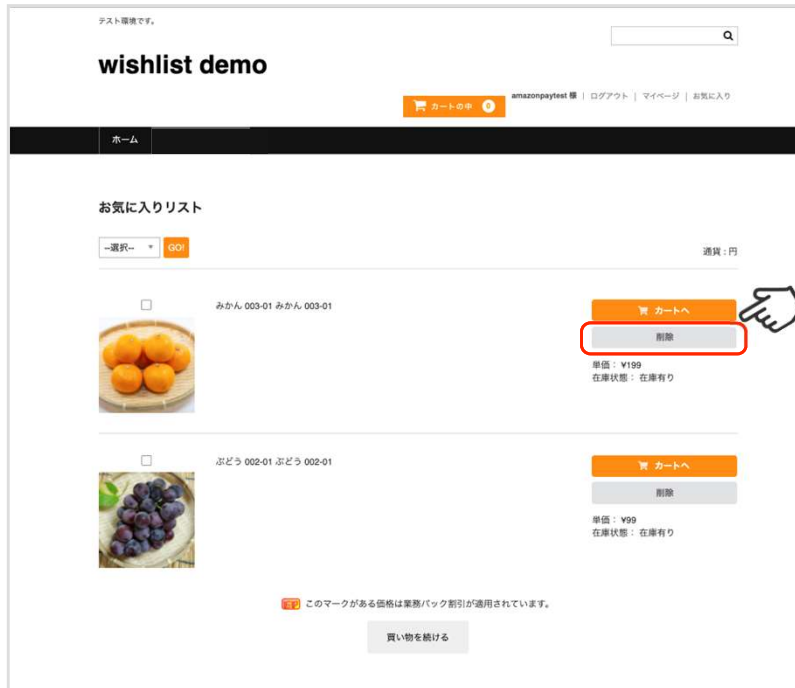 テスト環境です。
wishlist demo
カートの中 0
amazonpaytest 様 | ログアウト | マイページ | お気に入り
ホーム
お気に入りリスト
--選択-- GO!
通貨 : 円
みかん 003-01 みかん 003-01
カートへ
削除
単価： ¥199
在庫状態： 在庫有り
ぶどう 002-01 ぶどう 002-01
カートへ
削除
単価： ¥99
在庫状態： 在庫有り
このマークがある価格は業務パック割引が適用されています。
買い物を続ける